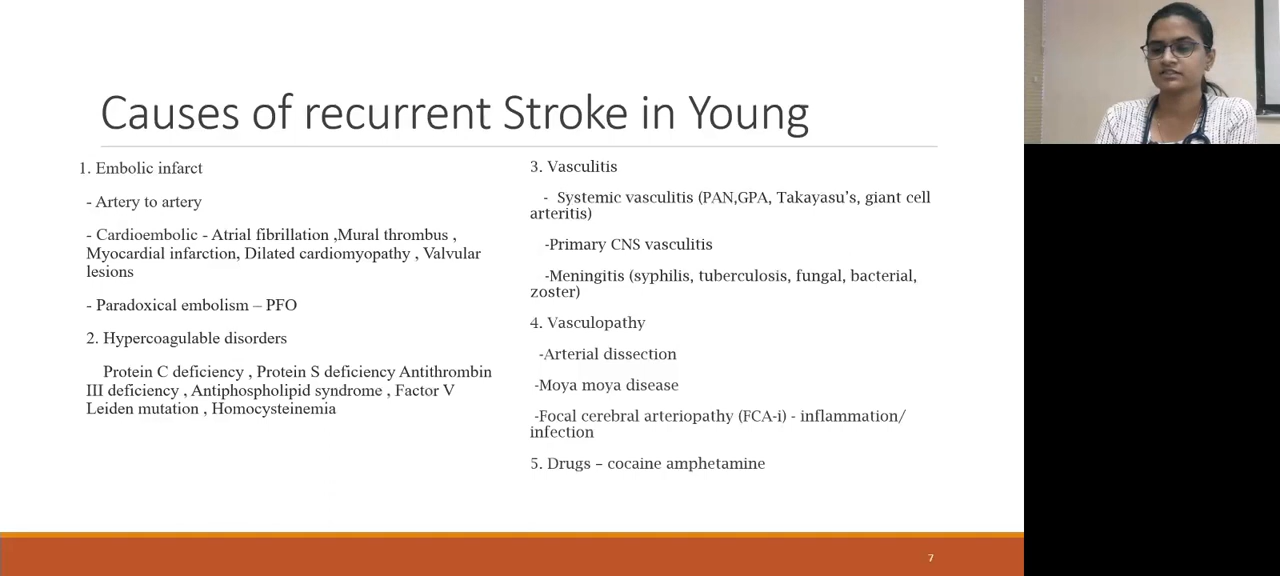 Causes of recurrent Stroke in Young
1. Embolic infarct
- Artery to artery
- Cardioembolic - Atrial fibrillation ,Mural thrombus ,
Myocardial infarction, Dilated cardiomyopathy , Valvular
lesions
- Paradoxical embolism – PFO
2. Hypercoagulable disorders
Protein C deficiency , Protein S deficiency Antithrombin
III deficiency , Antiphospholipid syndrome , Factor V
Leiden mutation , Homocysteinemia
3. Vasculitis
- Systemic vasculitis (PAN,GPA, Takayasu's, giant cell
arteritis)
-Primary CNS vasculitis
-Meningitis (syphilis, tuberculosis, fungal, bacterial,
zoster)
4. Vasculopathy
-Arterial dissection
-Moya moya disease
-Focal cerebral arteriopathy (FCA-i) - inflammation/
infection
5. Drugs – cocaine amphetamine
7